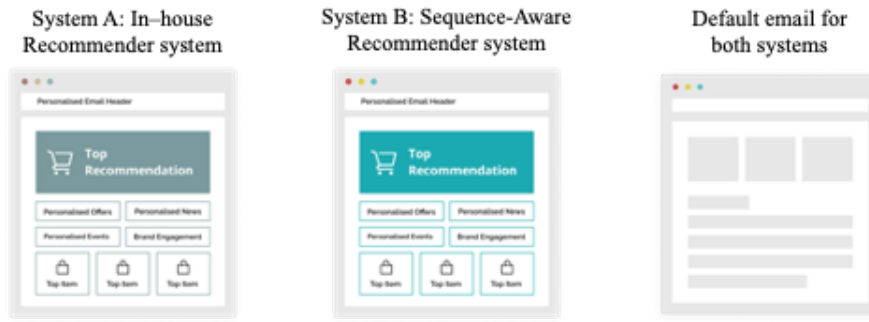 System A: In–house
Recommender system
System B: Sequence-Aware
Recommender system
Default email for
both systems
Personalised Email Header
Top
Recommendation
Personalised Offers
Personalised News
Personalised Events
Brand Engagement
Top Item
Top Item
Top Item
Personalised Email Header
Top
Recommendation
Personalised Offers
Personalised News
Personalised Events
Brand Engagement
Top Item
Top Item
Top Item